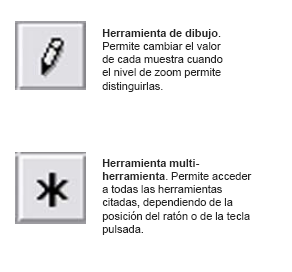 Herramienta de dibujo.
Permite cambiar el valor
de cada muestra cuando
el nivel de zoom permite
distinguirlas.
Herramienta multi-
herramienta. Permite acceder
a todas las herramientas
citadas, dependiendo de la
posición del ratón o de la tecla
pulsada.